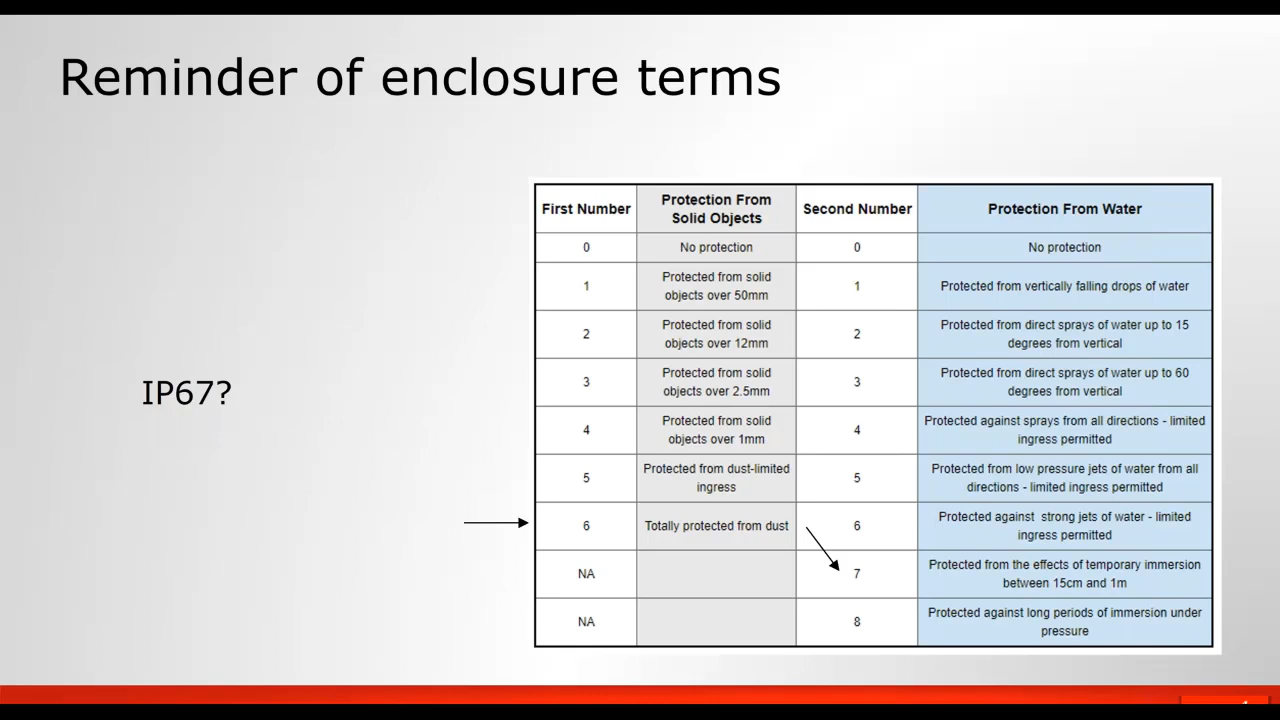 Reminder of enclosure terms
IP67?
First Number
Protection From
Solid Objects
Second Number
Protection From Water
0
No protection
0
No protection
1
Protected from solid
objects over 50mm
1
Protected from vertically falling drops of water
2
Protected from solid
objects over 12mm
2
Protected from direct sprays of water up to 15
degrees from vertical
3
Protected from solid
objects over 2.5mm
3
Protected from direct sprays of water up to 60
degrees from vertical
4
Protected from solid
objects over 1mm
4
Protected against sprays from all directions - limited
ingress permitted
5
Protected from dust-limited
ingress
5
Protected from low pressure jets of water from all
directions - limited ingress permitted
6
Totally protected from dust
6
Protected against strong jets of water - limited
ingress permitted
NA
7
Protected from the effects of temporary immersion
between 15cm and 1m
NA
8
Protected against long periods of immersion under
pressure